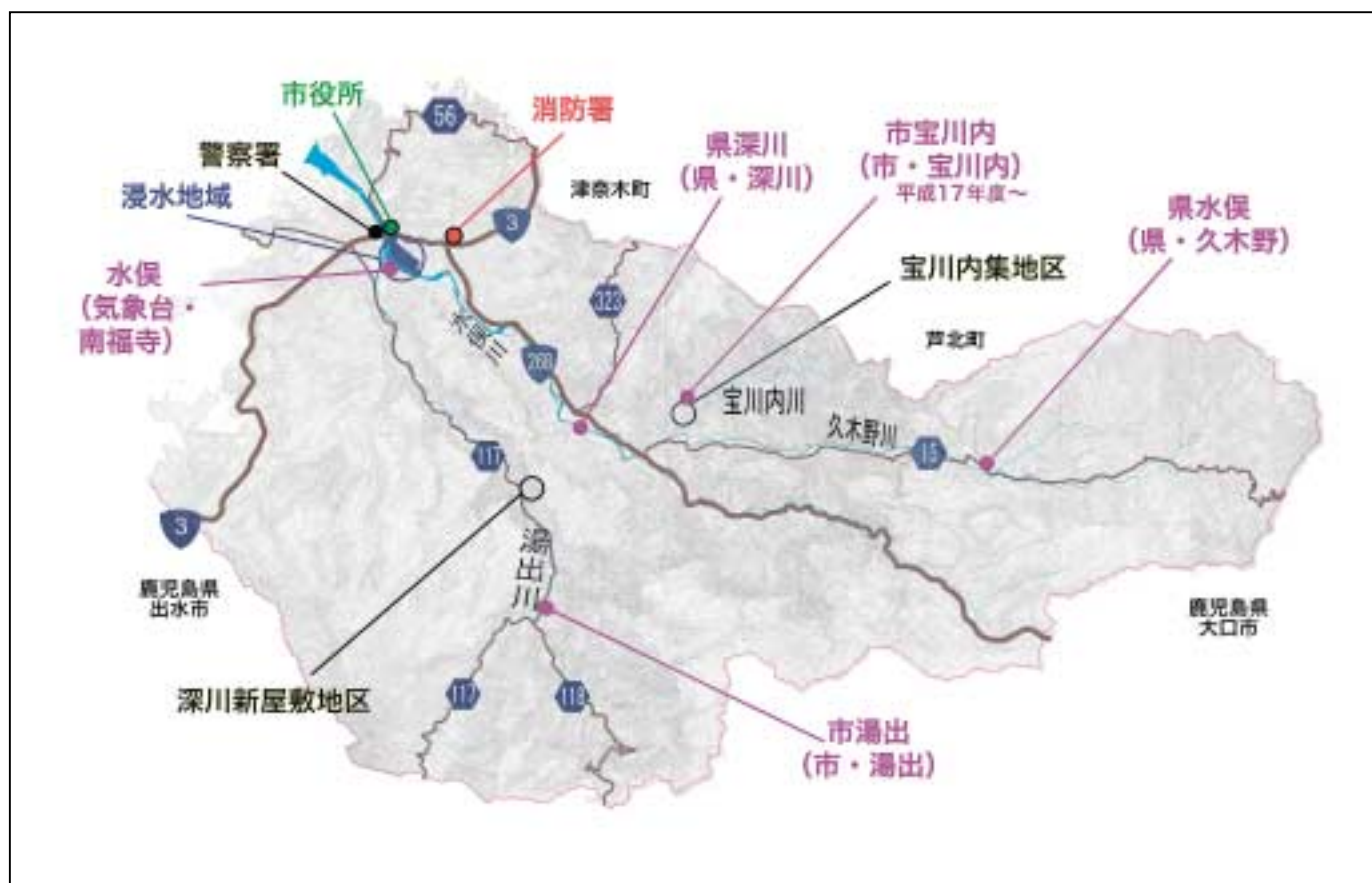 市役所
56
消防署
警察署
浸水地域
3
津奈木町
県深川
（県・深川）
市宝川内
（市・宝川内）
平成17年度～
県水俣
（県・久木野）
水俣
（気象台・
南福寺）
宝川内集地区
323
水俣川
268
芦北町
宝川内川
久木野川
15
117
3
湯出川
鹿児島県
出水市
鹿児島県
大口市
深川新屋敷地区
117
118
市湯出
（市・湯出）